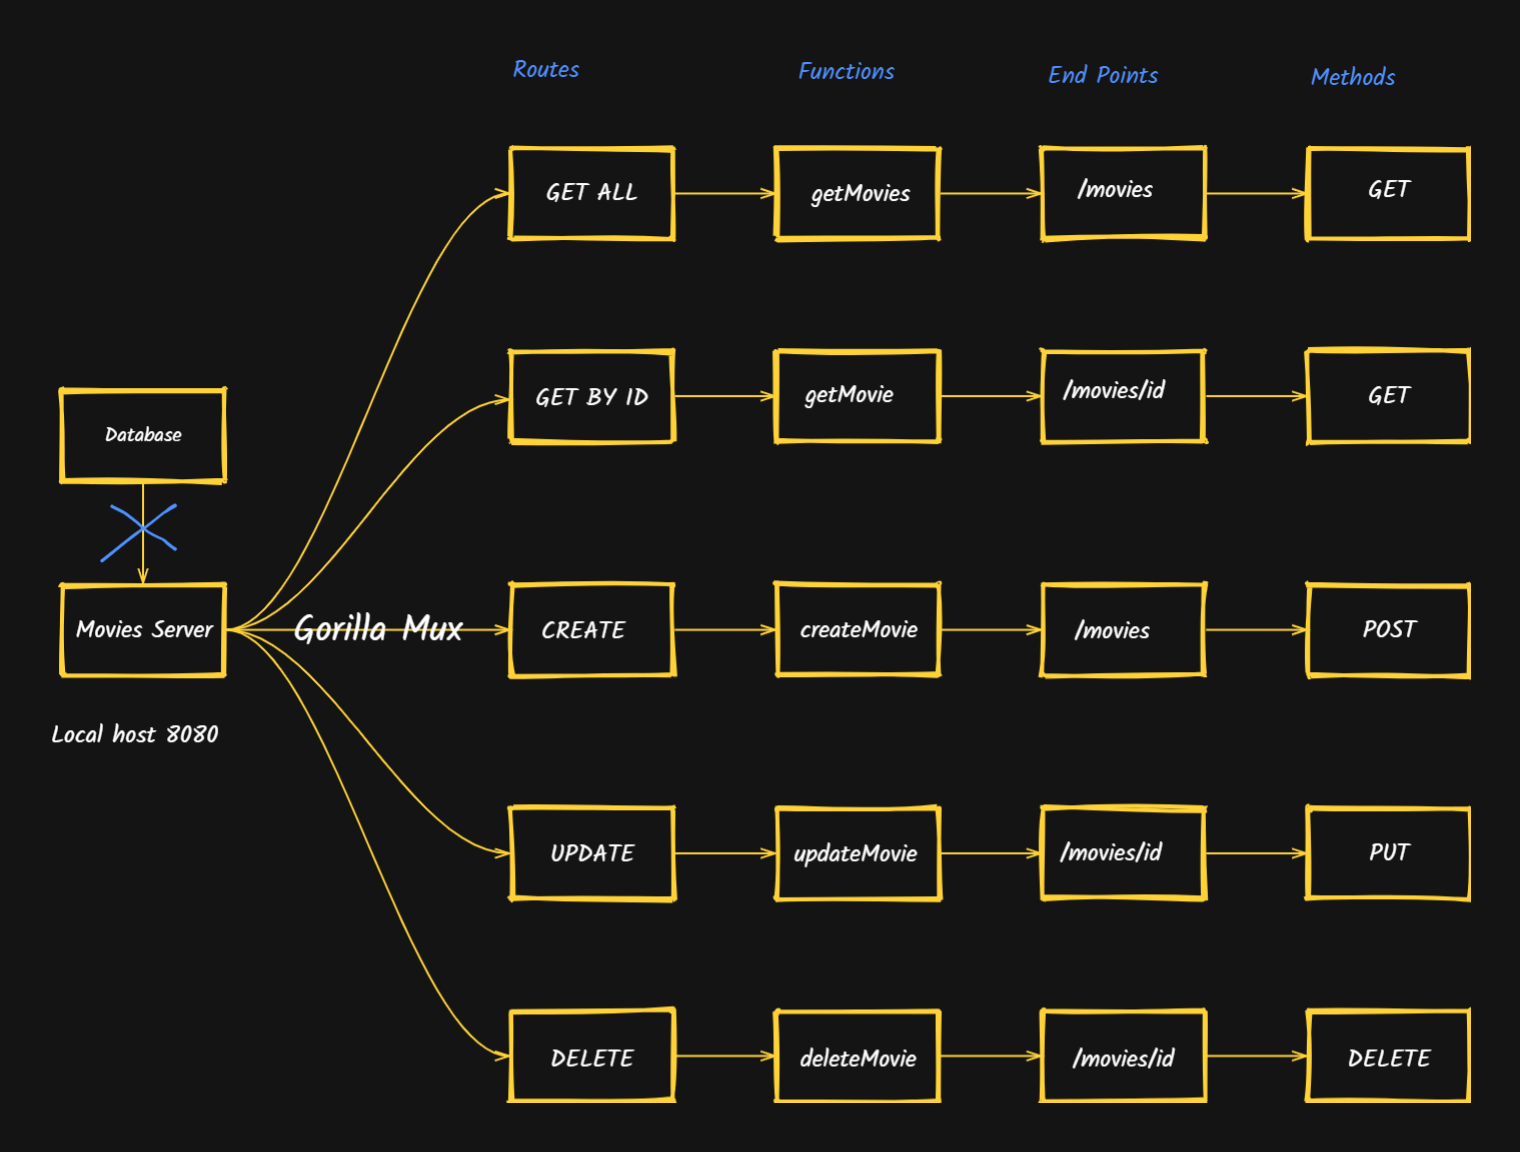 Routes
Functions
End Points
Methods
GET ALL
getMovies
/movies
GET
GET BY ID
getMovie
/movies/id
GET
Database
Movies Server
Gorilla Mux
CREATE
createMovie
/movies
POST
Local host 8080
UPDATE
updateMovie
/movies/id
PUT
DELETE
deleteMovie
/movies/id
DELETE